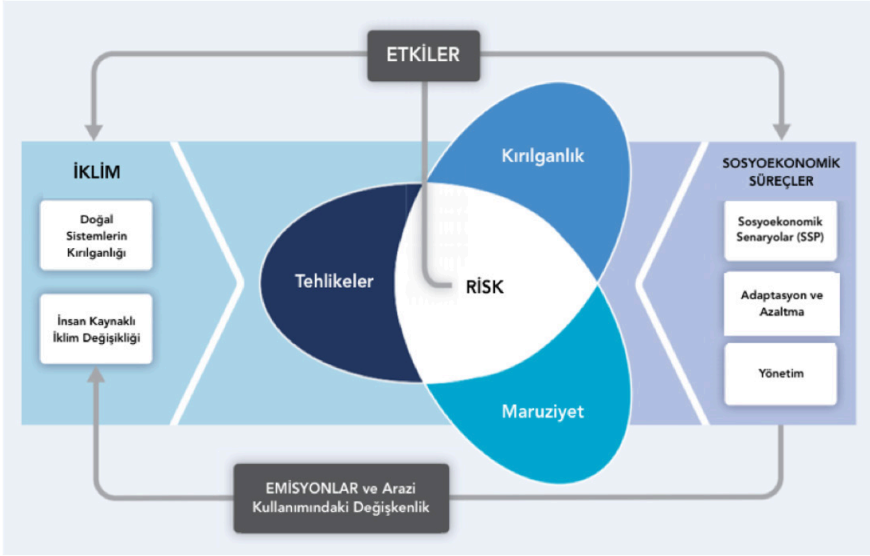 ETKİLER
İKLİM
Doğal
Sistemlerin
Kırılganlığı
İnsan Kaynaklı
İklim Değişikliği
Tehlikeler
Kırılganlık
RİSK
Maruziyet
SOSYOEKONOMİK
SÜREÇLER
Sosyoekonomik
Senaryolar (SSP)
Adaptasyon ve
Azaltma
Yönetim
EMİSYONLAR ve Arazi
Kullanımındaki Değişkenlik